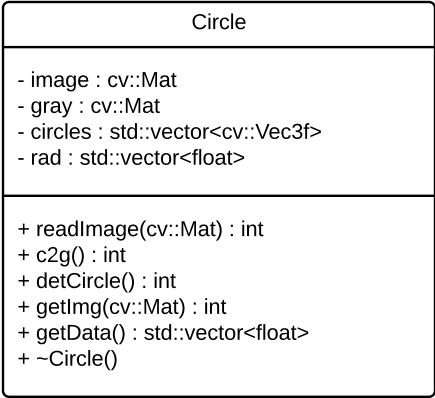 Circle
- image : cv::Mat
- gray : cv::Mat
- circles : std::vector<cv::Vec3f>
- rad : std::vector<float>
+ readImage(cv::Mat) : int
+ c2g() : int
+ detCircle() : int
+ getImg(cv::Mat) : int
+ getData() : std::vector<float>
+ ~Circle()